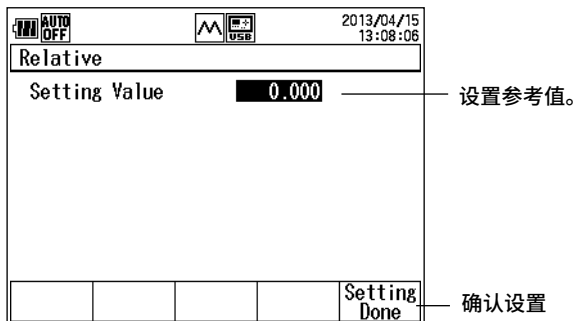 AUTO
OFF
USB
2013/04/15
13:08:06
Relative
Setting Value 0.000
设置参考值。
Setting
Done
确认设置